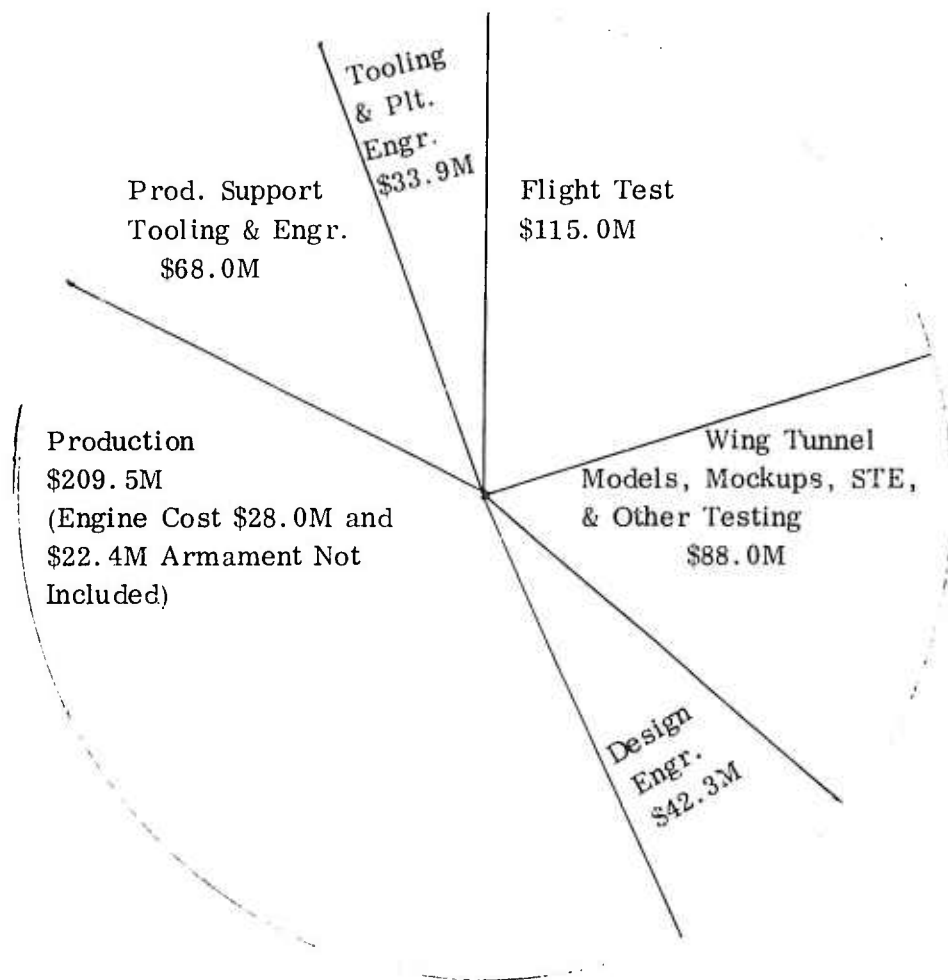 Tooling
& Plt.
Engr.
$33.9M
Flight Test
$115.0M
Prod. Support
Tooling & Engr.
$68.0M
Wing Tunnel
Models, Mockups, STE,
& Other Testing
$88.0M
Production
$209.5M
(Engine Cost $28.0M and
$22.4M Armament Not
Included)
Design
Engr.
$42.3M